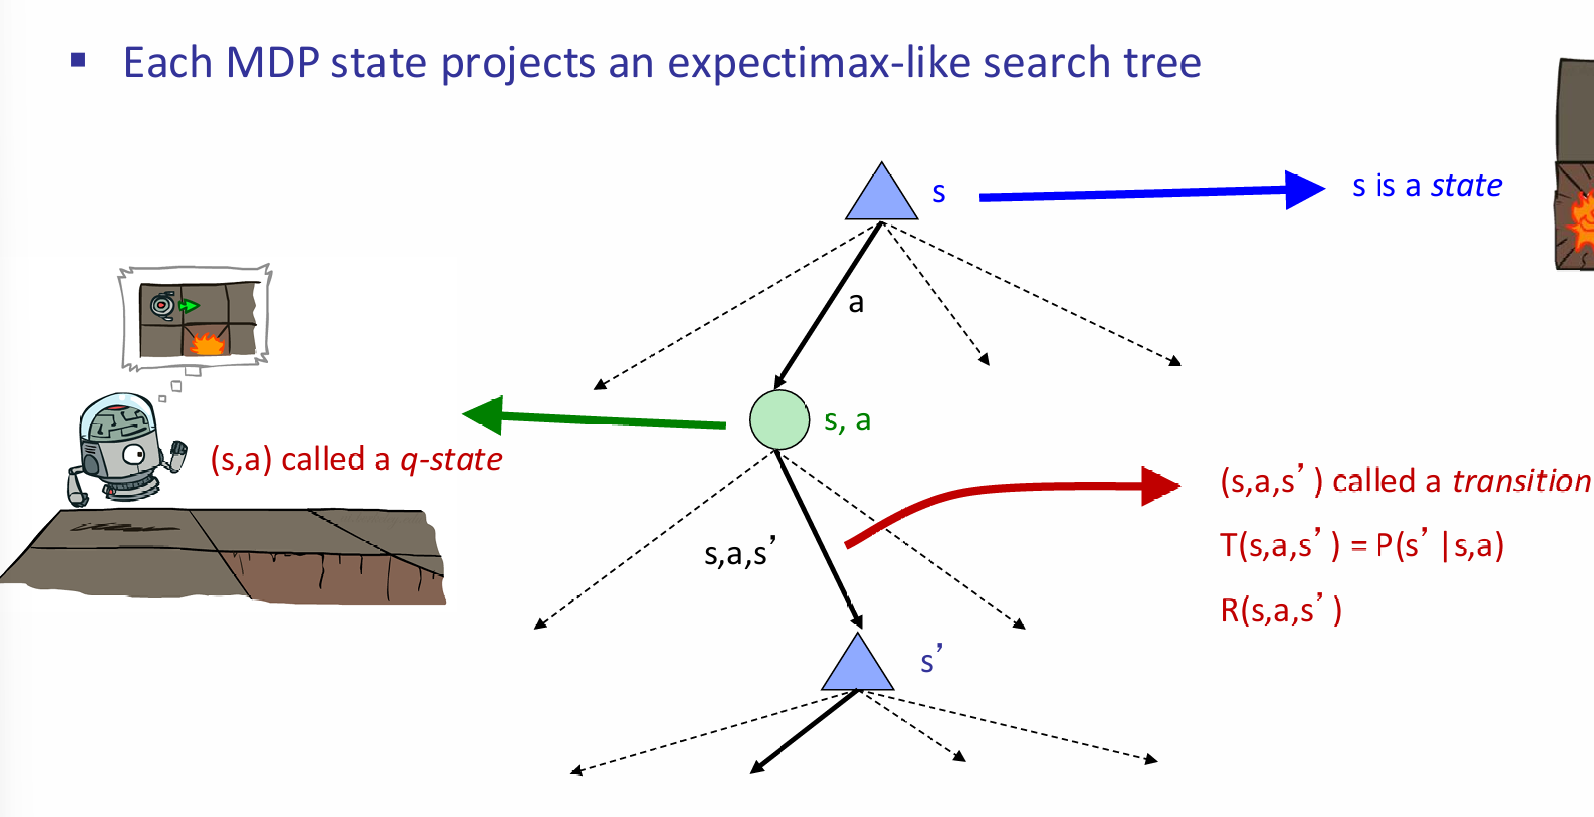 ▪ Each MDP state projects an expectimax-like search tree
s
s is a state
a
s, a
(s,a) called a q-state
(s,a,s’ ) called a transition
s,a,s’
T(s,a,s’ ) = P(s’ |s,a)
R(s,a,s’ )
s’